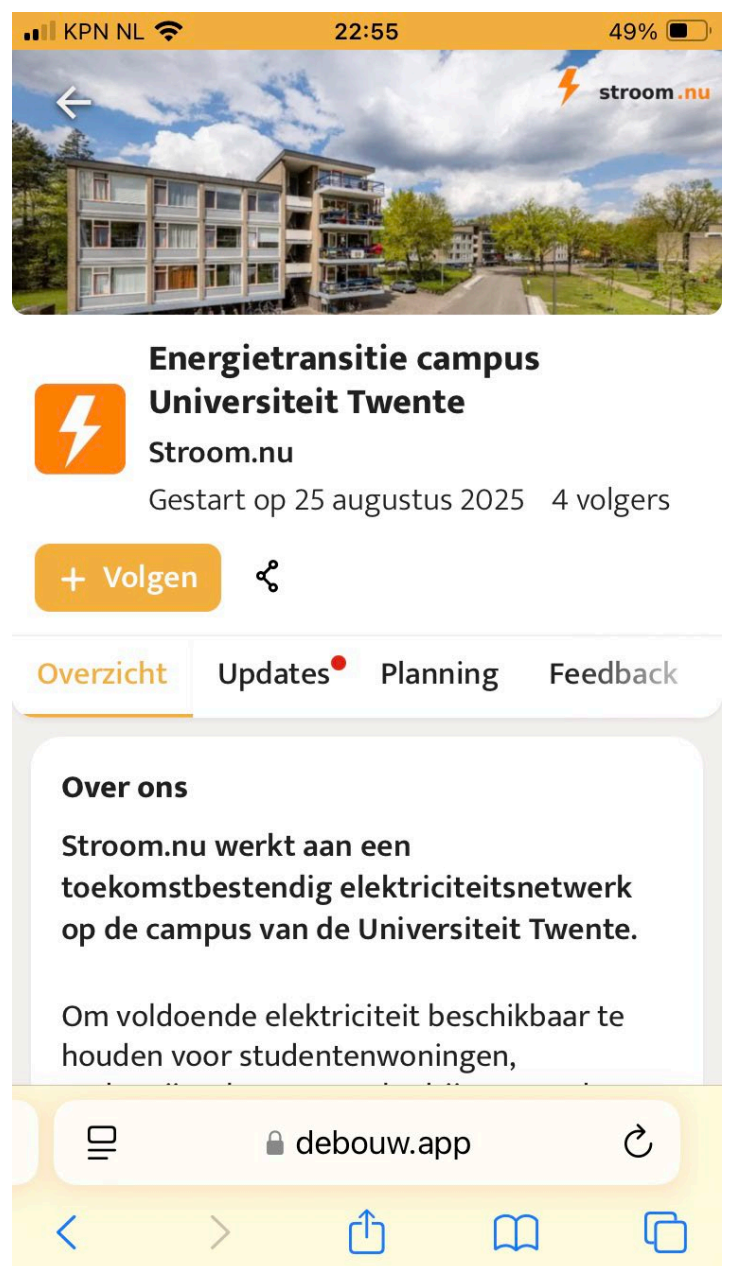 KPN NL 22:55 49%
stroom.nu
Energietransitie campus
Universiteit Twente
Stroom.nu
Gestart op 25 augustus 2025 4 volgers
+ Volgen
Overzicht Updates Planning Feedback
Over ons
Stroom.nu werkt aan een
toekomstbestendig elektriciteitsnetwerk
op de campus van de Universiteit Twente.
Om voldoende elektriciteit beschikbaar te
houden voor studentenwoningen,
debouw.app